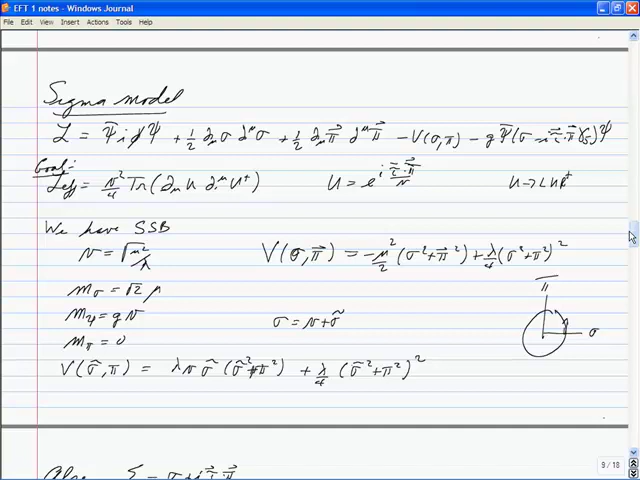 EFT 1 notes - Windows Journal
File Edit View Insert Actions Tools Help
Sigma model
ℒ = ψ̄ i∂̸ ψ + ½ ∂μσ ∂^μσ + ½ ∂μπ⃗ ∂^μπ⃗ − V(σ,π) − g ψ̄(σ − i τ⃗·π⃗ γ₅)ψ
Goal:
ℒeff = v²/4 Tr(∂μU ∂^μU†) U = e^{i τ⃗·π⃗/v} U → L U R†
We have SSB
v = √(μ²/λ) V(σ,π⃗) = −μ²/2 (σ²+π⃗²) + λ/4 (σ²+π²)²
mσ = √2 μ π
mψ = g v σ = v + σ̃ σ
mπ = 0
V(σ̃,π) = λ v σ̃ (σ̃²+π²) + λ/4 (σ̃²+π²)²
9 / 18